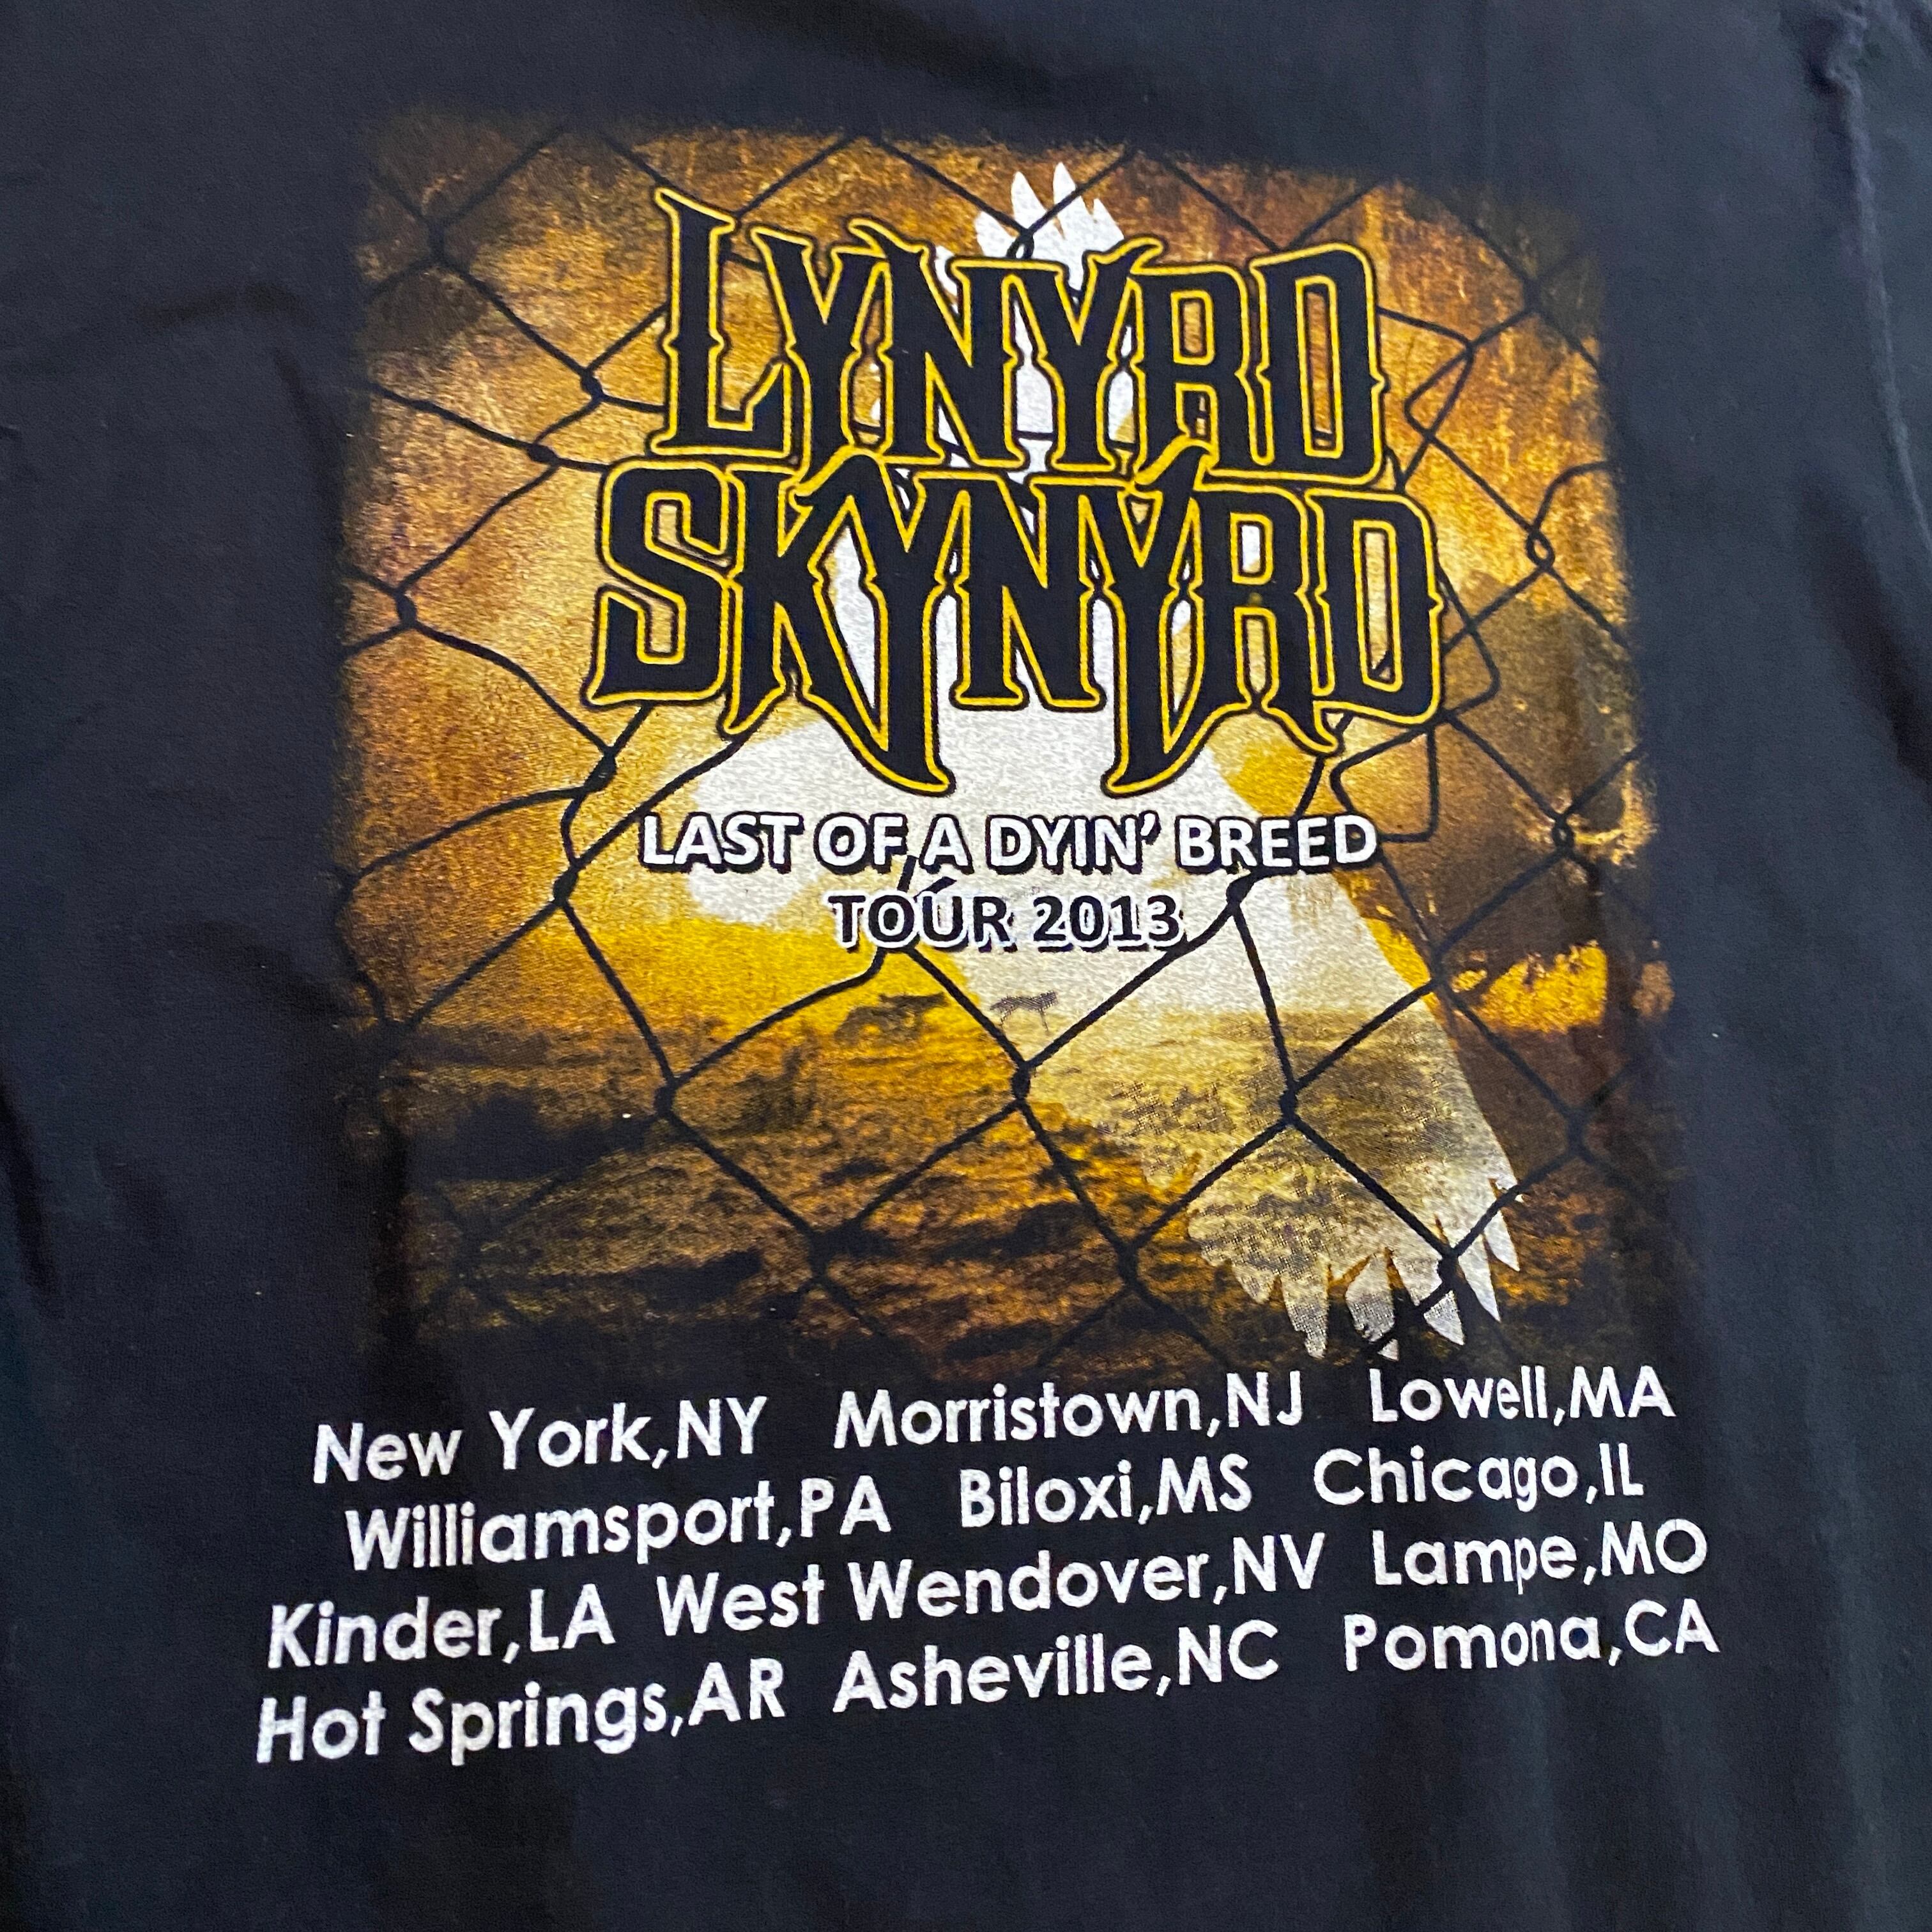 LYNYRD
SKYNYRD
LAST OF A DYIN' BREED
TOUR 2013
New York,NY Morristown,NJ Lowell,MA
Williamsport,PA Biloxi,MS Chicago,IL
Kinder,LA West Wendover,NV Lampe,MO
Hot Springs,AR Asheville,NC Pomona,CA